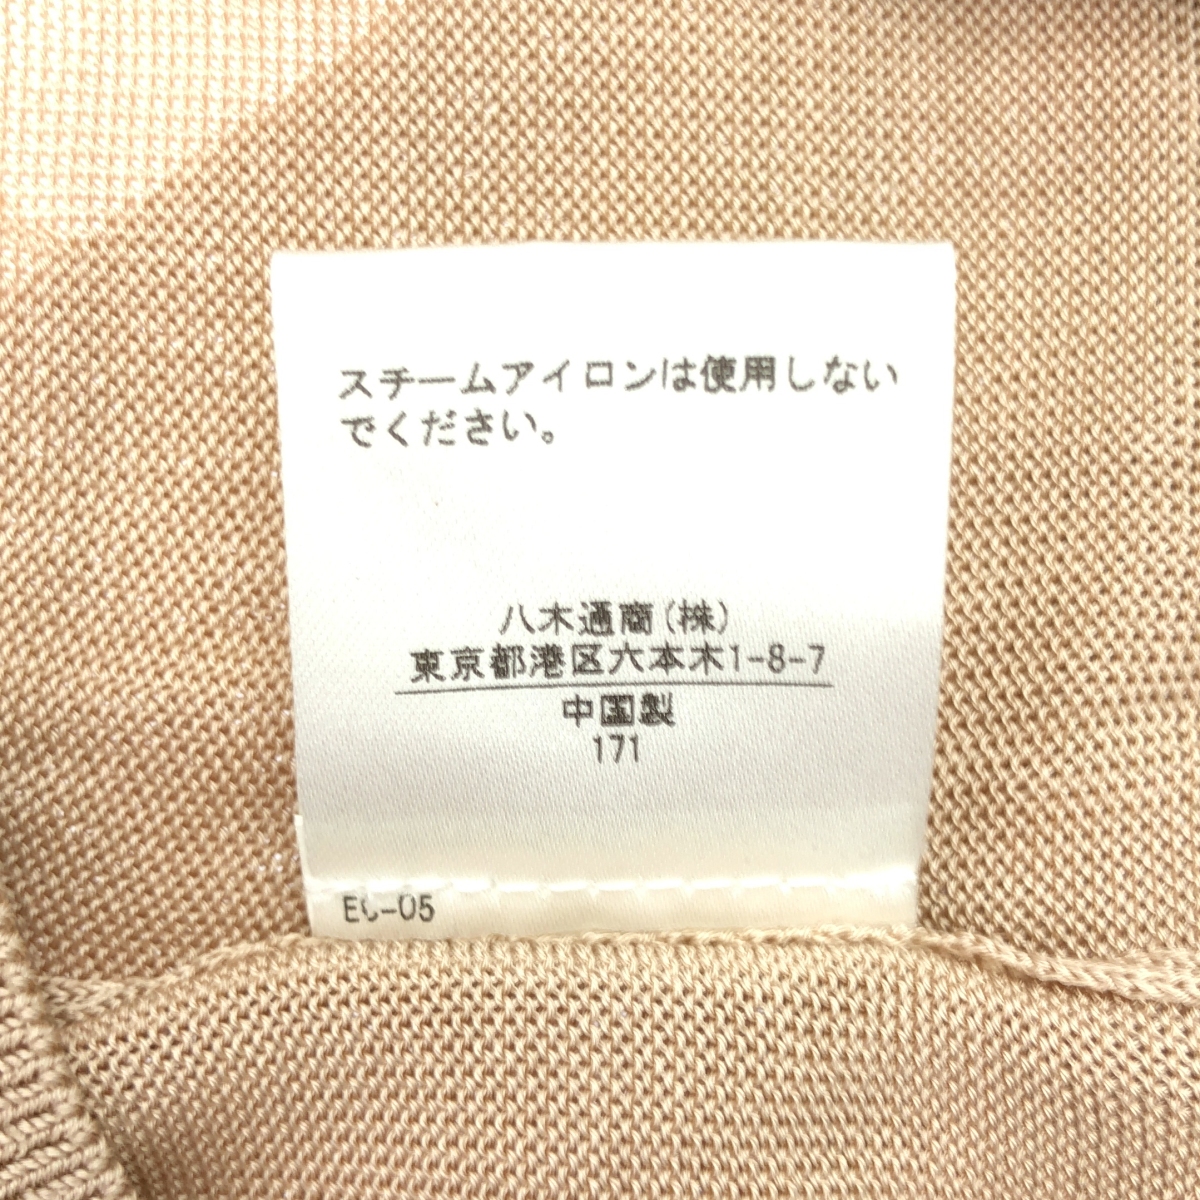 スチームアイロンは使用しない
でください。
八木通商(株)
東京都港区六本木1-8-7
中国製
171
EC-05